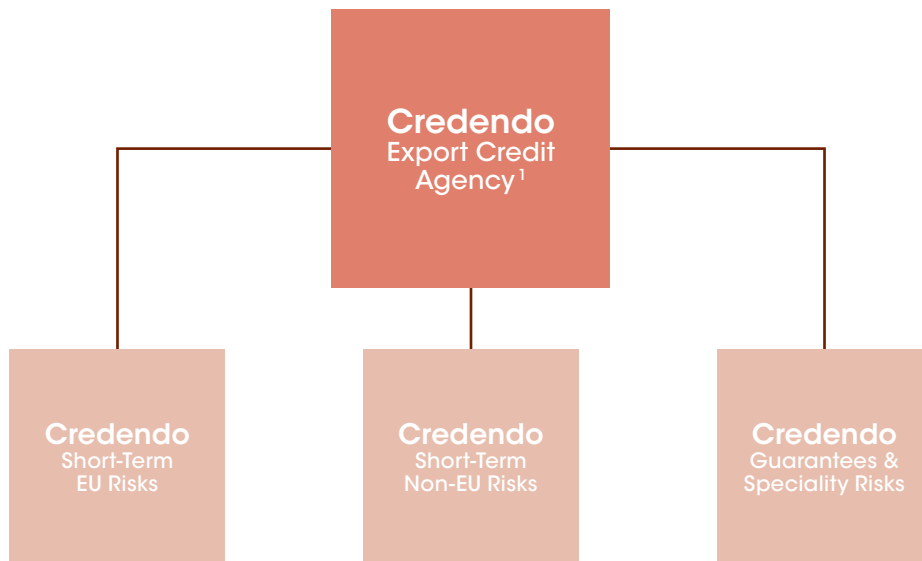 Credendo
Export Credit
Agency¹
Credendo
Short-Term
EU Risks
Credendo
Short-Term
Non-EU Risks
Credendo
Guarantees &
Speciality Risks